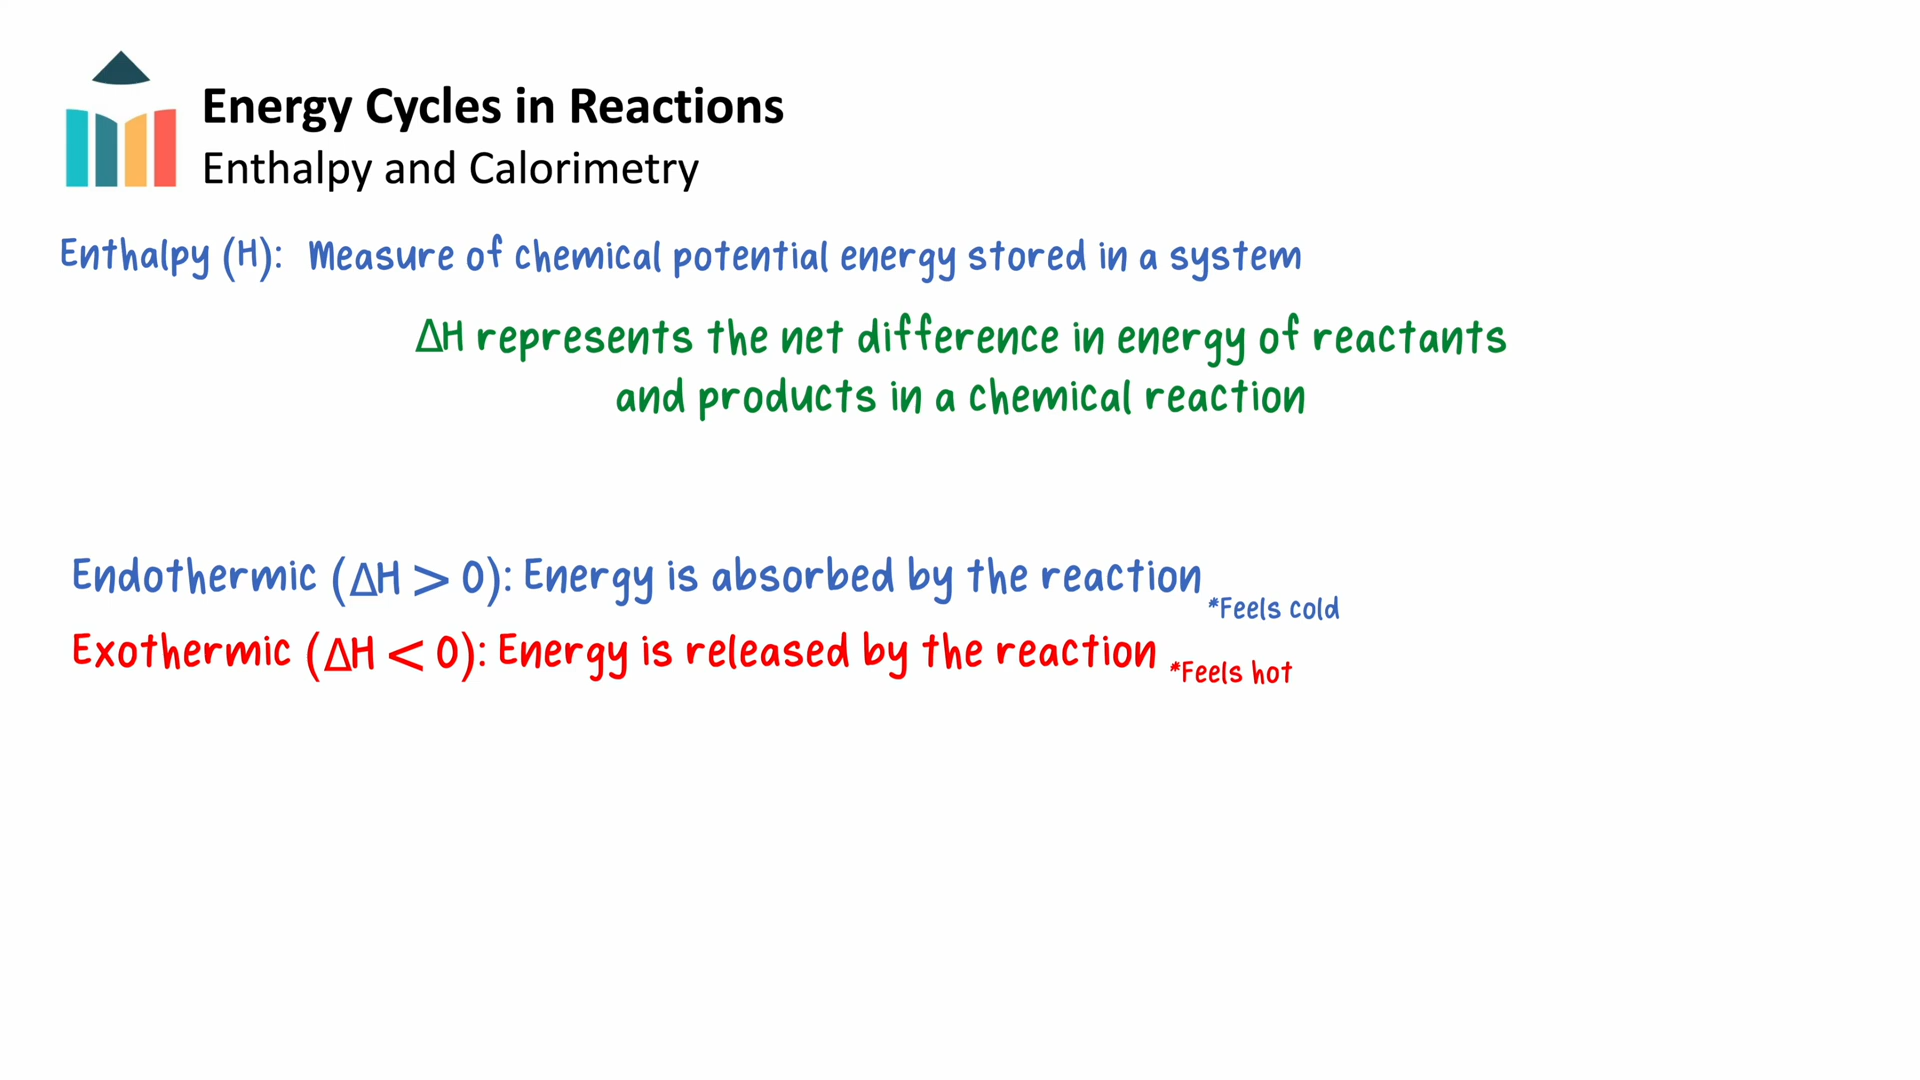 Energy Cycles in Reactions
Enthalpy and Calorimetry
Enthalpy (H): Measure of chemical potential energy stored in a system
ΔH represents the net difference in energy of reactants
and products in a chemical reaction
Endothermic (ΔH > 0): Energy is absorbed by the reaction *Feels cold
Exothermic (ΔH < 0): Energy is released by the reaction *Feels hot